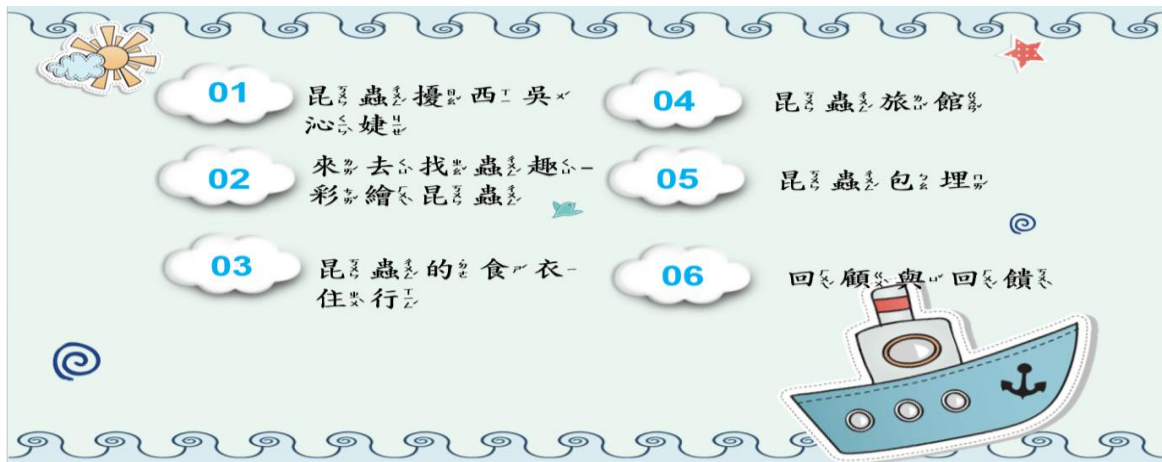 01
昆蟲擾西吳
沁婕
02
來去找蟲趣-
彩繪昆蟲
03
昆蟲的食衣
住行
04
昆蟲旅館
05
昆蟲包埋
06
回顧與回饋